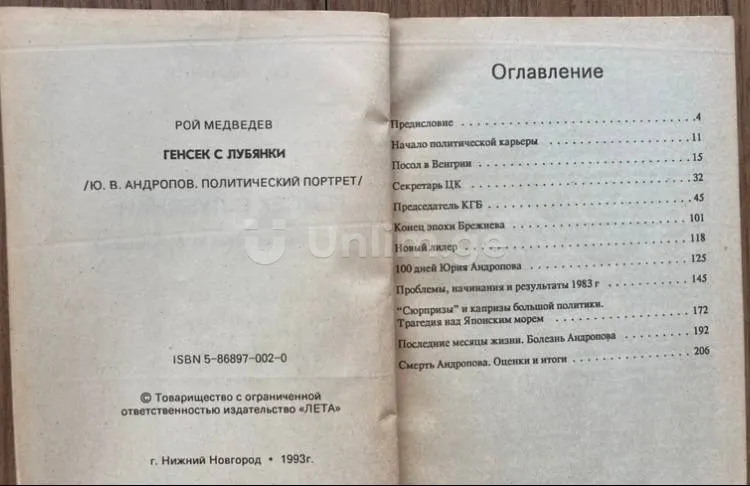 РОЙ МЕДВЕДЕВ
ГЕНСЕК С ЛУБЯНКИ
/Ю. В. АНДРОПОВ. ПОЛИТИЧЕСКИЙ ПОРТРЕТ/
ISBN 5-86897-002-0
© Товарищество с ограниченной
ответственностью издательство «ЛЕТА»
г. Нижний Новгород • 1993г.
Оглавление
Предисловие . . . . . . . . . . . . . . . . . . . . 4
Начало политической карьеры . . . . . . . . . . . . 11
Посол в Венгрии . . . . . . . . . . . . . . . . . . 15
Секретарь ЦК . . . . . . . . . . . . . . . . . . . 32
Председатель КГБ . . . . . . . . . . . . . . . . . 45
Конец эпохи Брежнева . . . . . . . . . . . . . . . 101
Новый лидер . . . . . . . . . . . . . . . . . . . . 118
100 дней Юрия Андропова . . . . . . . . . . . . . . 125
Проблемы, начинания и результаты 1983 г . . . . . . 145
"Сюрпризы" и капризы большой политики.
Трагедия над Японским морем . . . . . . . . . . . . 172
Последние месяцы жизни. Болезнь Андропова . . . . . 192
Смерть Андропова. Оценки и итоги . . . . . . . . . 206
Unlim.ge